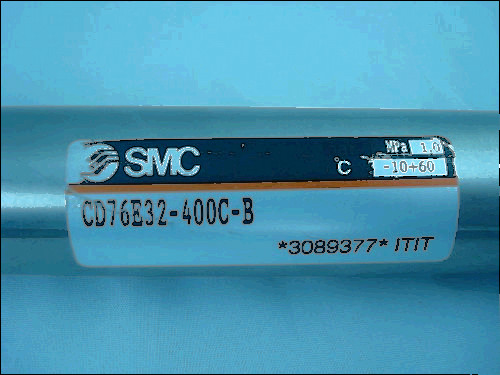 SMC
MPa 1.0
℃ -10+60
CD76E32-400C-B
*3089377* ITIT